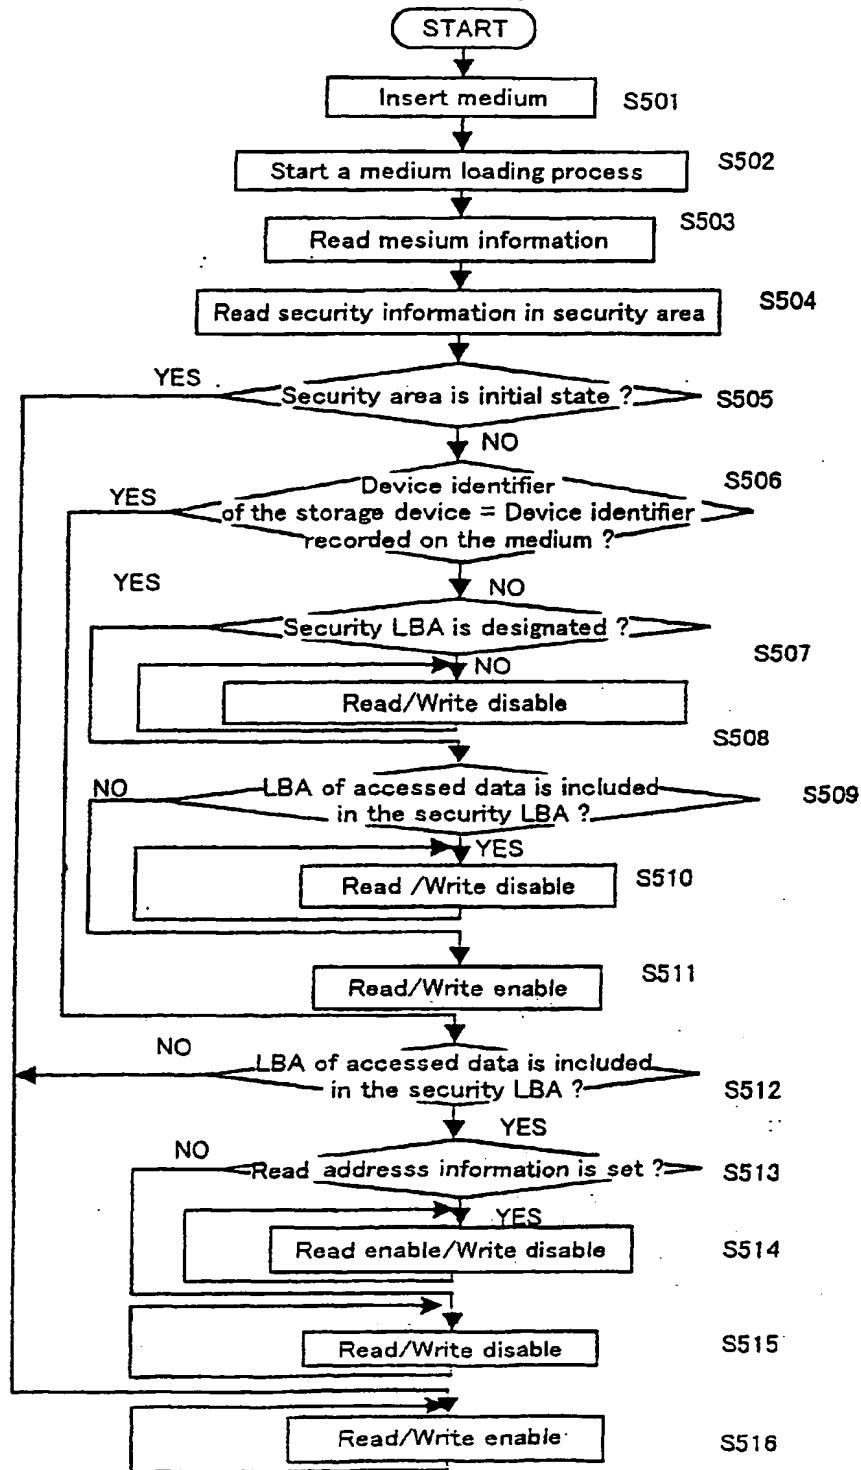 START
Insert medium
S501
Start a medium loading process
S502
Read mesium information
S503
Read security information in security area
S504
YES
Security area is initial state ?
S505
NO
Device identifier
of the storage device = Device identifier
recorded on the medium ?
S506
YES
NO
YES
Security LBA is designated ?
S507
NO
Read/Write disable
S508
NO
LBA of accessed data is included
in the security LBA ?
S509
YES
Read /Write disable
S510
Read/Write enable
S511
NO
LBA of accessed data is included
in the security LBA ?
S512
YES
NO
Read addresss information is set ?
S513
YES
Read enable/Write disable
S514
Read/Write disable
S515
Read/Write enable
S516